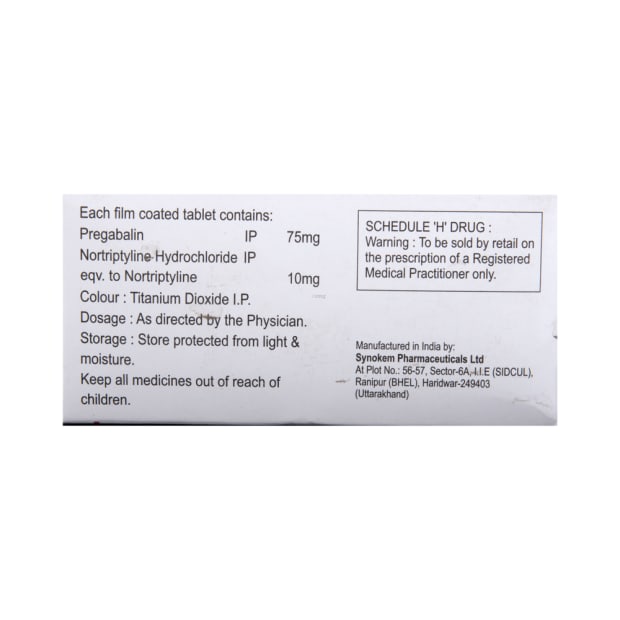 Each film coated tablet contains:
Pregabalin IP 75mg
Nortriptyline Hydrochloride IP
eqv. to Nortriptyline 10mg
Colour : Titanium Dioxide I.P.
Dosage : As directed by the Physician.
Storage : Store protected from light &
moisture.
Keep all medicines out of reach of
children.
SCHEDULE 'H' DRUG :
Warning : To be sold by retail on
the prescription of a Registered
Medical Practitioner only.
Manufactured in India by:
Synokem Pharmaceuticals Ltd
At Plot No.: 56-57, Sector-6A, I.I.E (SIDCUL),
Ranipur (BHEL), Haridwar-249403
(Uttarakhand)